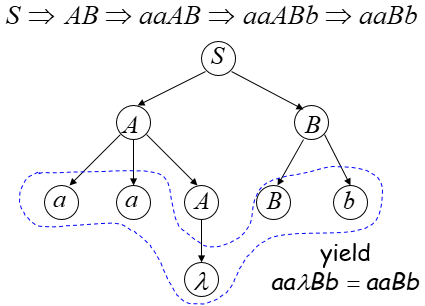 S ⇒ AB ⇒ aaAB ⇒ aaABb ⇒ aaBb
S
A B
a a A B b
λ
yield
aaλBb = aaBb